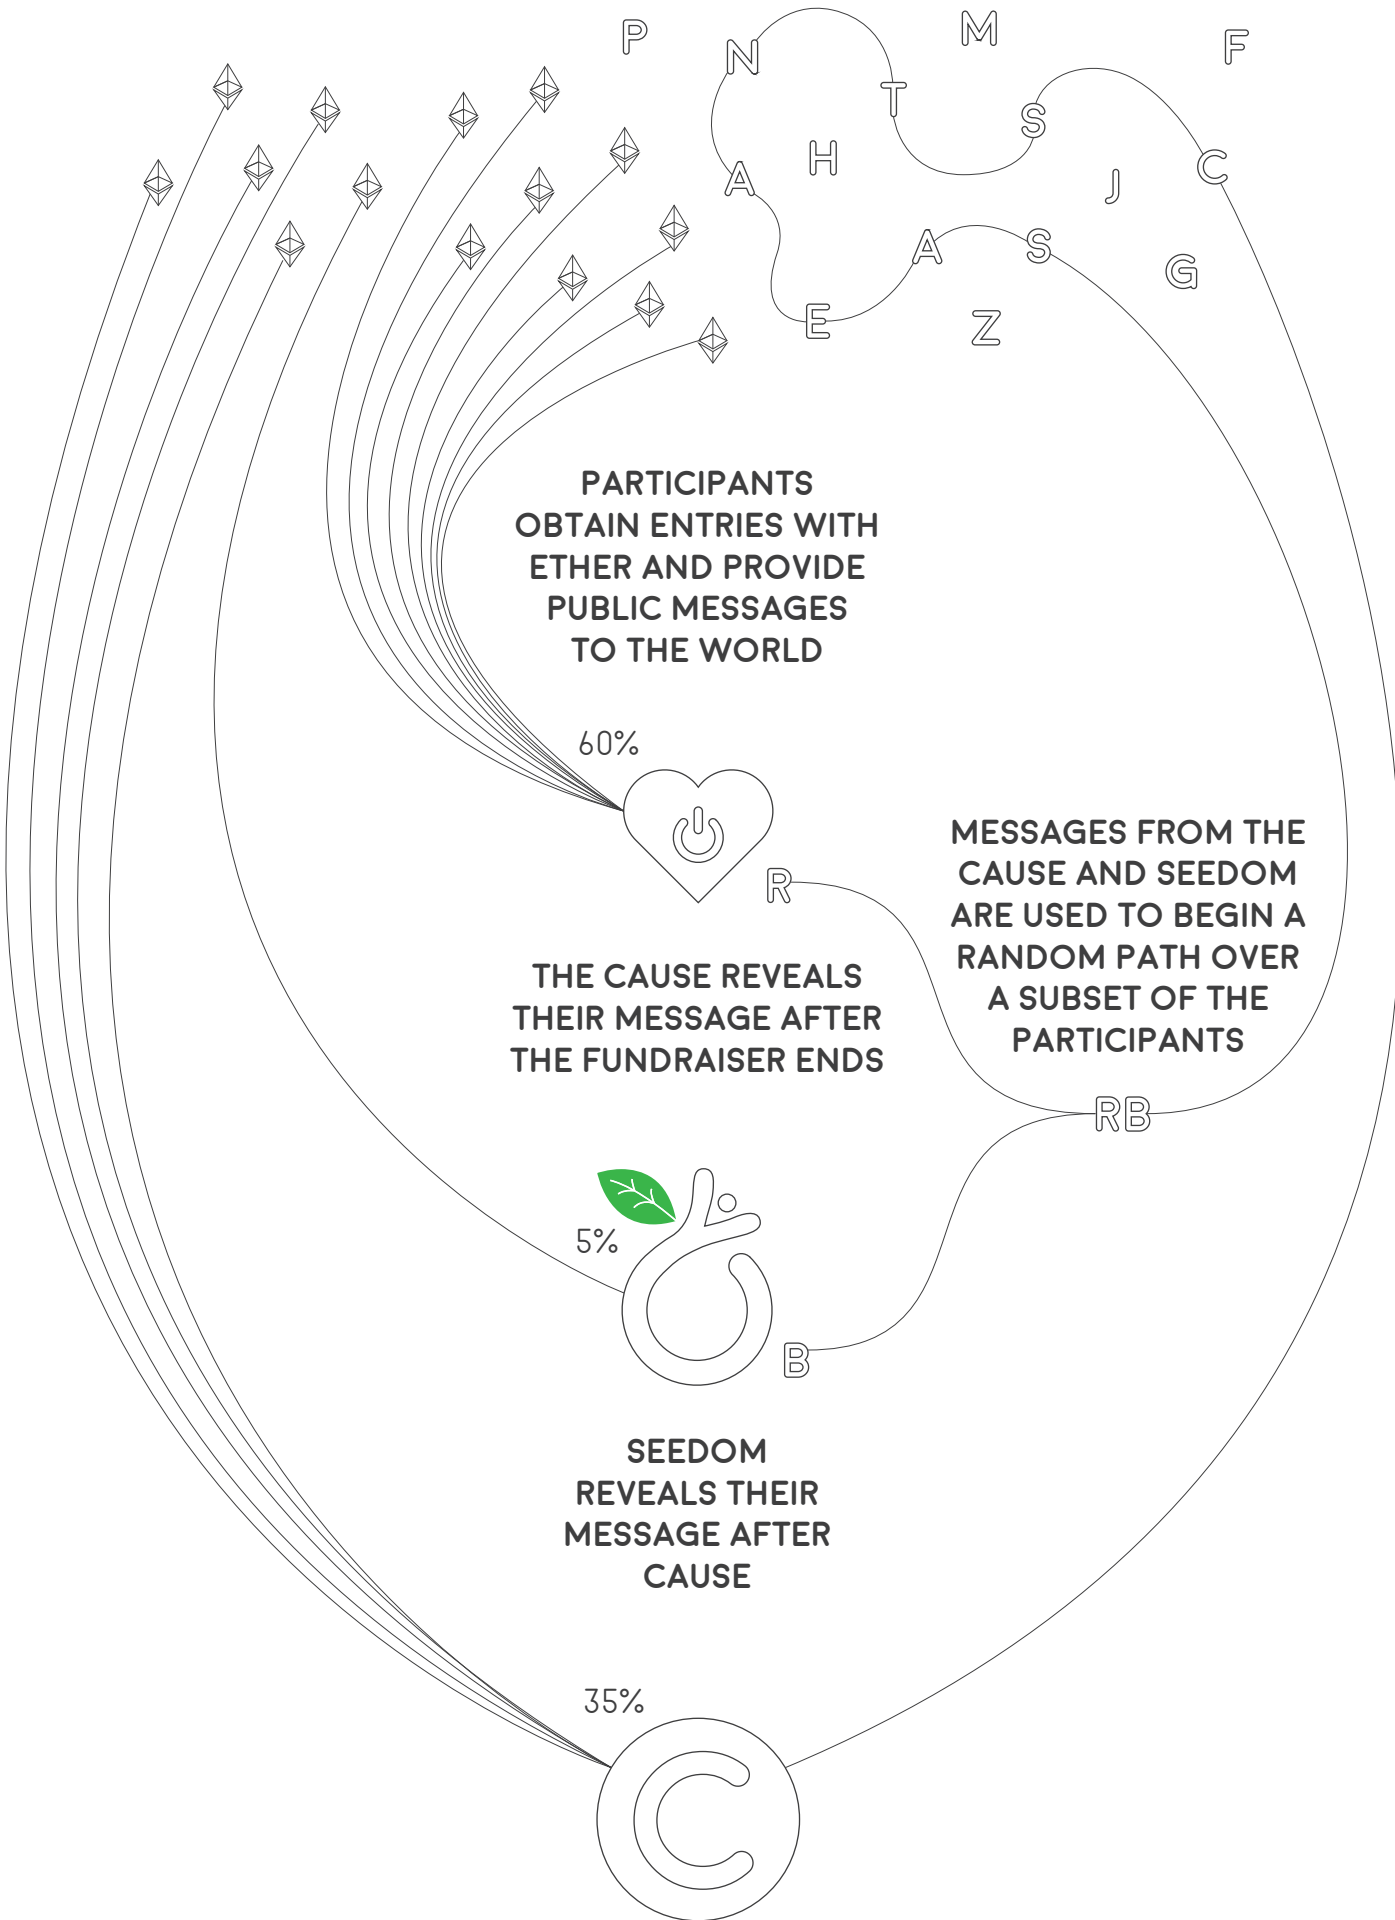 P
M
F
N
T
S
H
C
A
J
A
S
G
E
Z
PARTICIPANTS
OBTAIN ENTRIES WITH
ETHER AND PROVIDE
PUBLIC MESSAGES
TO THE WORLD
60%
R
MESSAGES FROM THE
CAUSE AND SEEDOM
ARE USED TO BEGIN A
RANDOM PATH OVER
A SUBSET OF THE
PARTICIPANTS
THE CAUSE REVEALS
THEIR MESSAGE AFTER
THE FUNDRAISER ENDS
RB
5%
B
SEEDOM
REVEALS THEIR
MESSAGE AFTER
CAUSE
35%
C